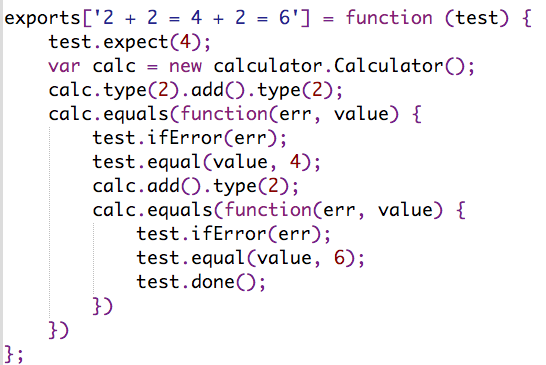 exports['2 + 2 = 4 + 2 = 6'] = function (test) {
    test.expect(4);
    var calc = new calculator.Calculator();
    calc.type(2).add().type(2);
    calc.equals(function(err, value) {
        test.ifError(err);
        test.equal(value, 4);
        calc.add().type(2);
        calc.equals(function(err, value) {
            test.ifError(err);
            test.equal(value, 6);
            test.done();
        })
    })
};